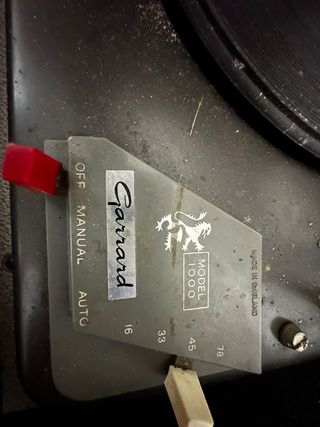 OFF MANUAL AUTO
Garrard
MODEL
1000
MADE IN ENGLAND
16
33
45
78